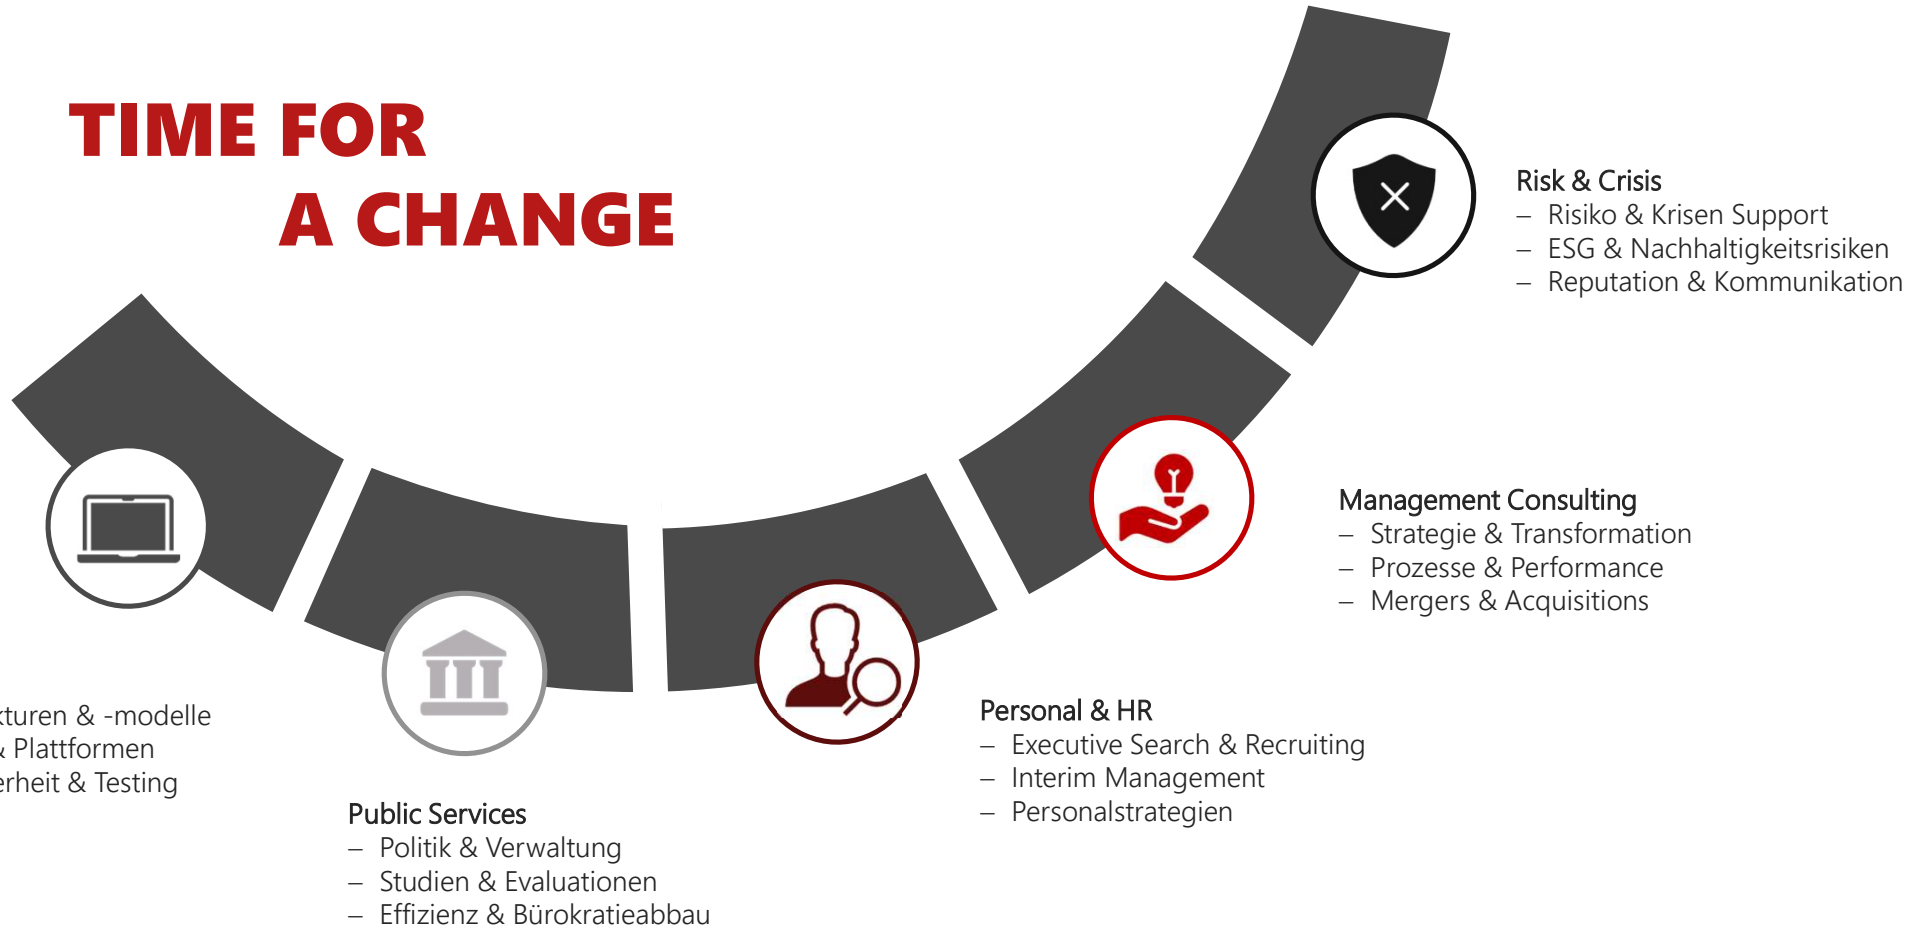 TIME FOR
A CHANGE
Risk & Crisis
– Risiko & Krisen Support
– ESG & Nachhaltigkeitsrisiken
– Reputation & Kommunikation
Management Consulting
– Strategie & Transformation
– Prozesse & Performance
– Mergers & Acquisitions
Personal & HR
– Executive Search & Recruiting
– Interim Management
– Personalstrategien
Public Services
– Politik & Verwaltung
– Studien & Evaluationen
– Effizienz & Bürokratieabbau
& -modelle
& Plattformen
& Testing